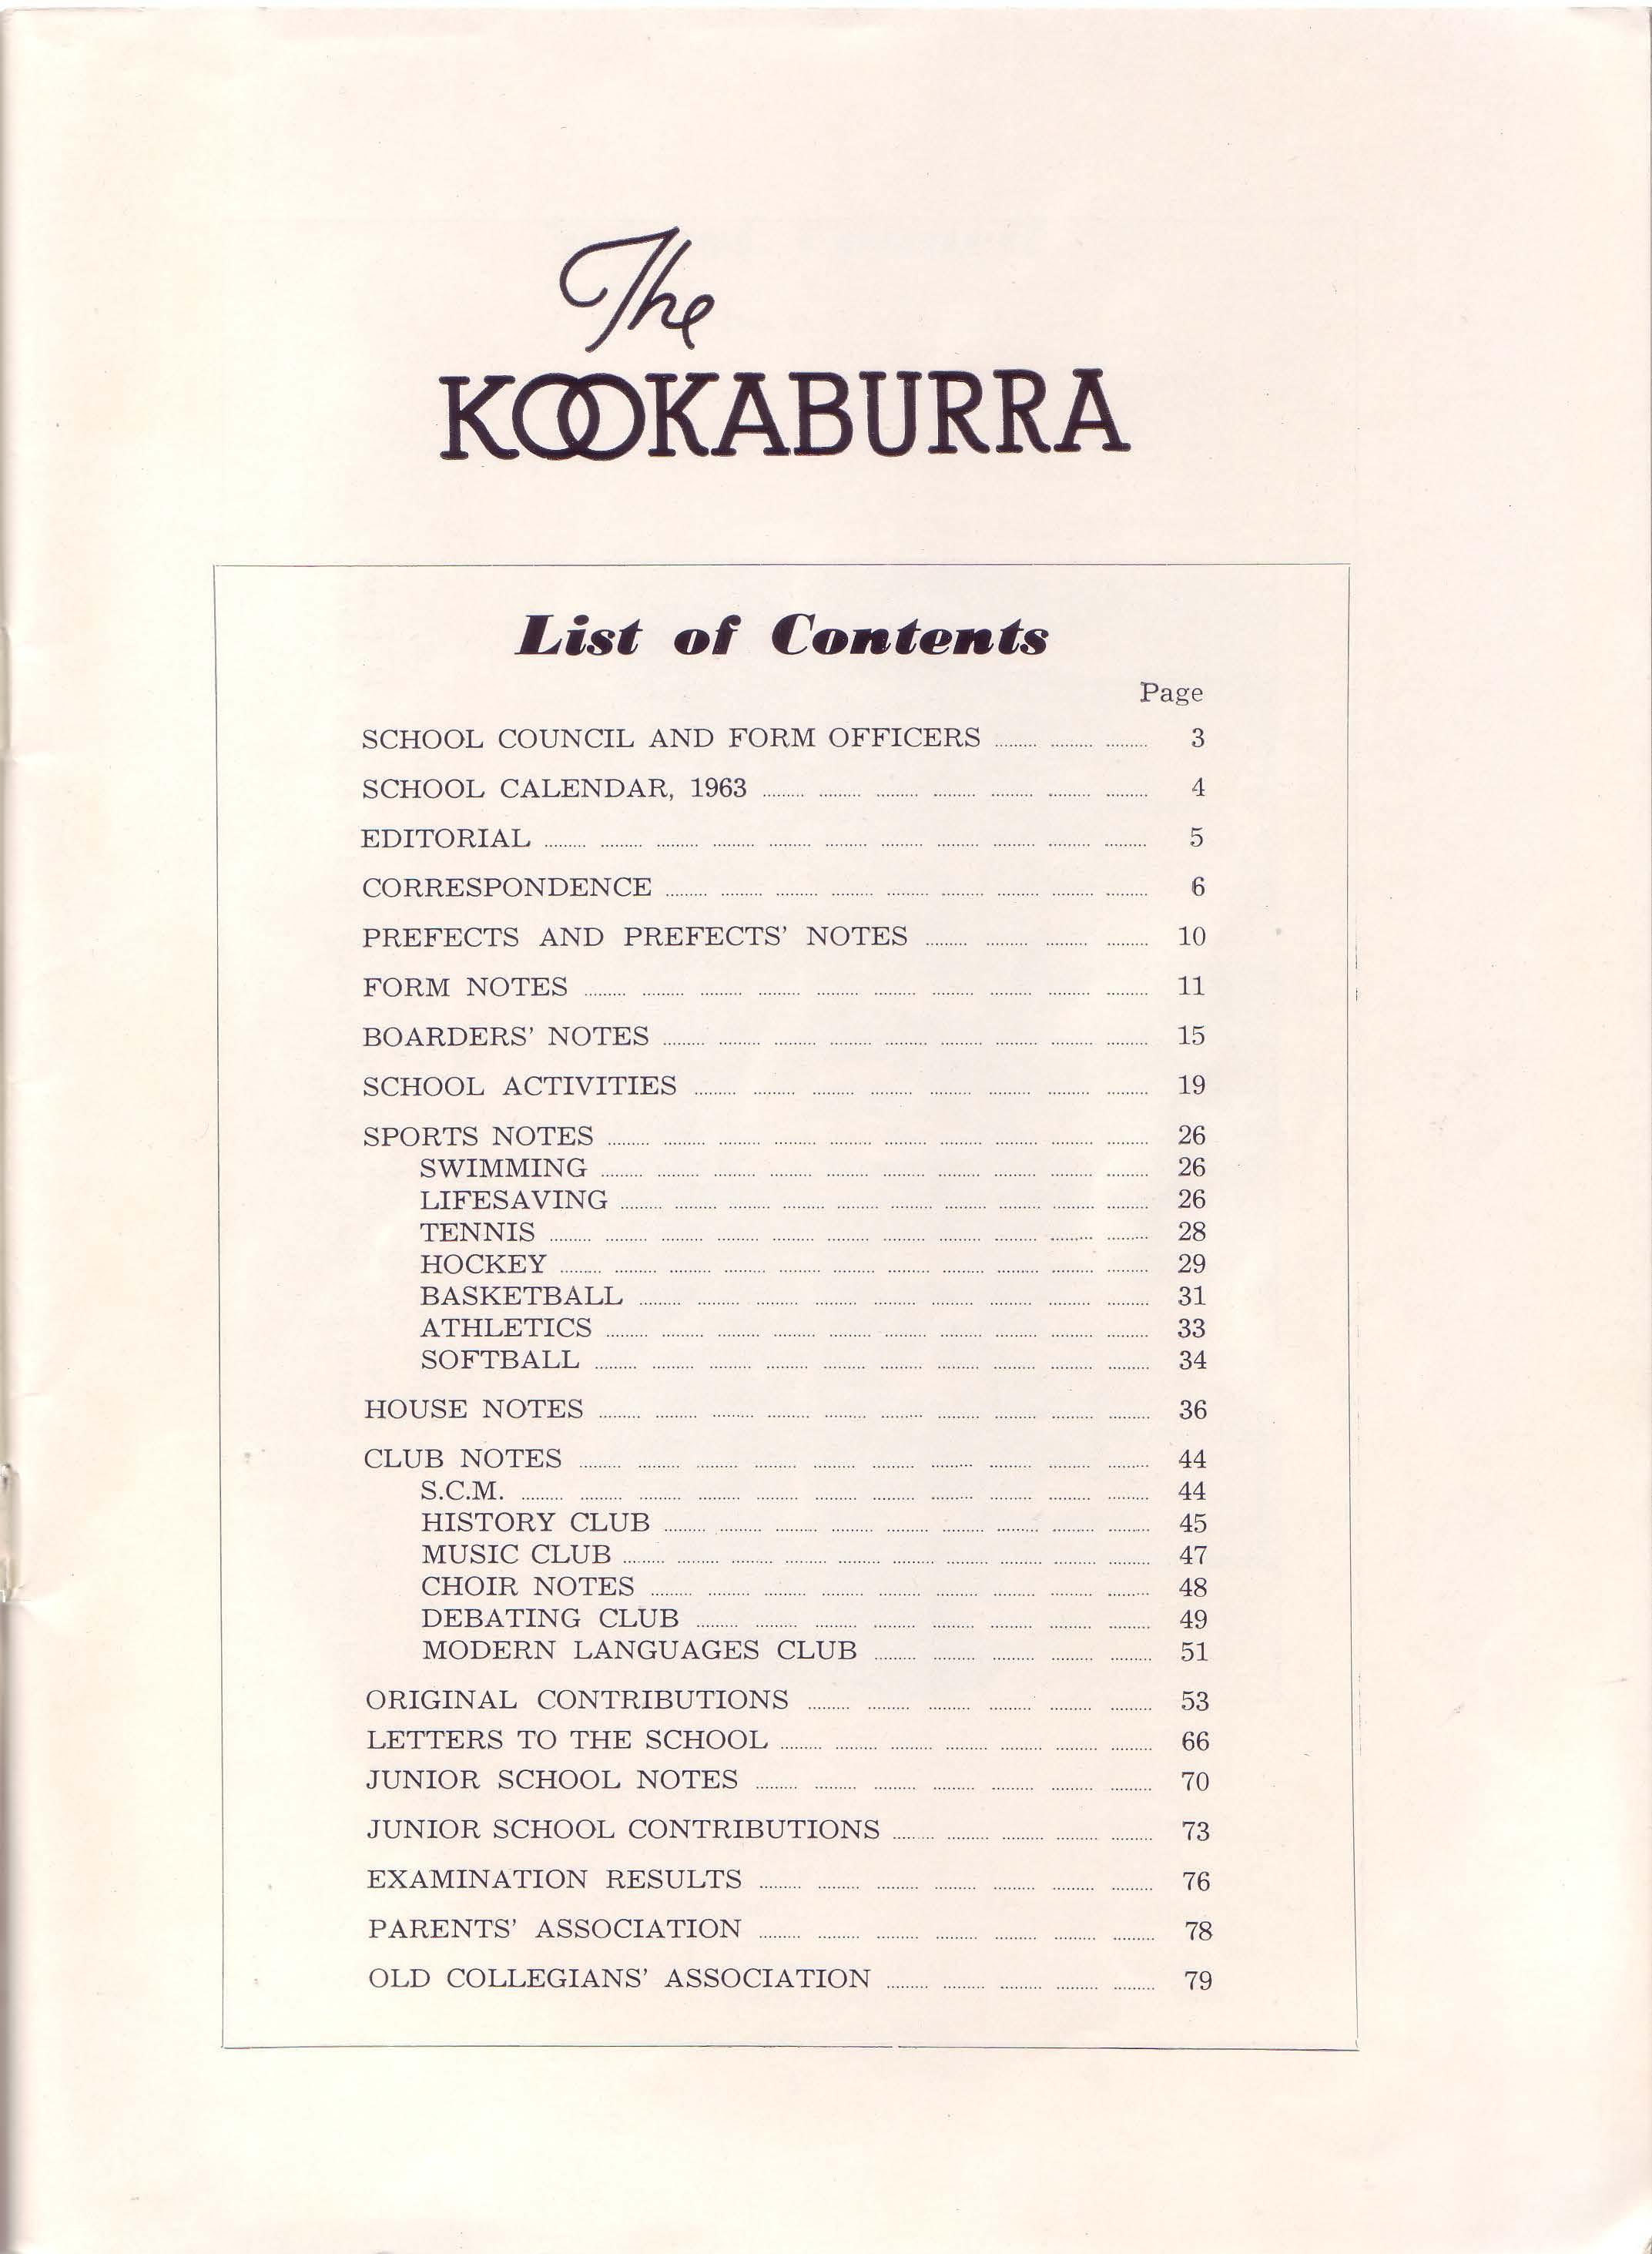 The
KOOKABURRA
List of Contents
Page
SCHOOL COUNCIL AND FORM OFFICERS 3
SCHOOL CALENDAR, 1963 4
EDITORIAL 5
CORRESPONDENCE 6
PREFECTS AND PREFECTS' NOTES 10
FORM NOTES 11
BOARDERS' NOTES 15
SCHOOL ACTIVITIES 19
SPORTS NOTES 26
SWIMMING 26
LIFESAVING 26
TENNIS 28
HOCKEY 29
BASKETBALL 31
ATHLETICS 33
SOFTBALL 34
HOUSE NOTES 36
CLUB NOTES 44
S.C.M. 44
HISTORY CLUB 45
MUSIC CLUB 47
CHOIR NOTES 48
DEBATING CLUB 49
MODERN LANGUAGES CLUB 51
ORIGINAL CONTRIBUTIONS 53
LETTERS TO THE SCHOOL 66
JUNIOR SCHOOL NOTES 70
JUNIOR SCHOOL CONTRIBUTIONS 73
EXAMINATION RESULTS 76
PARENTS' ASSOCIATION 78
OLD COLLEGIANS' ASSOCIATION 79